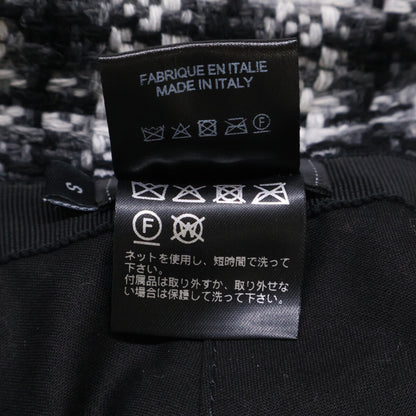 FABRIQUE EN ITALIE
MADE IN ITALY
F
S
F
W
ネットを使用し、短時間で洗って
下さい。
付属品は取り外すか、取り外せな
い場合は保護して洗って下さい。